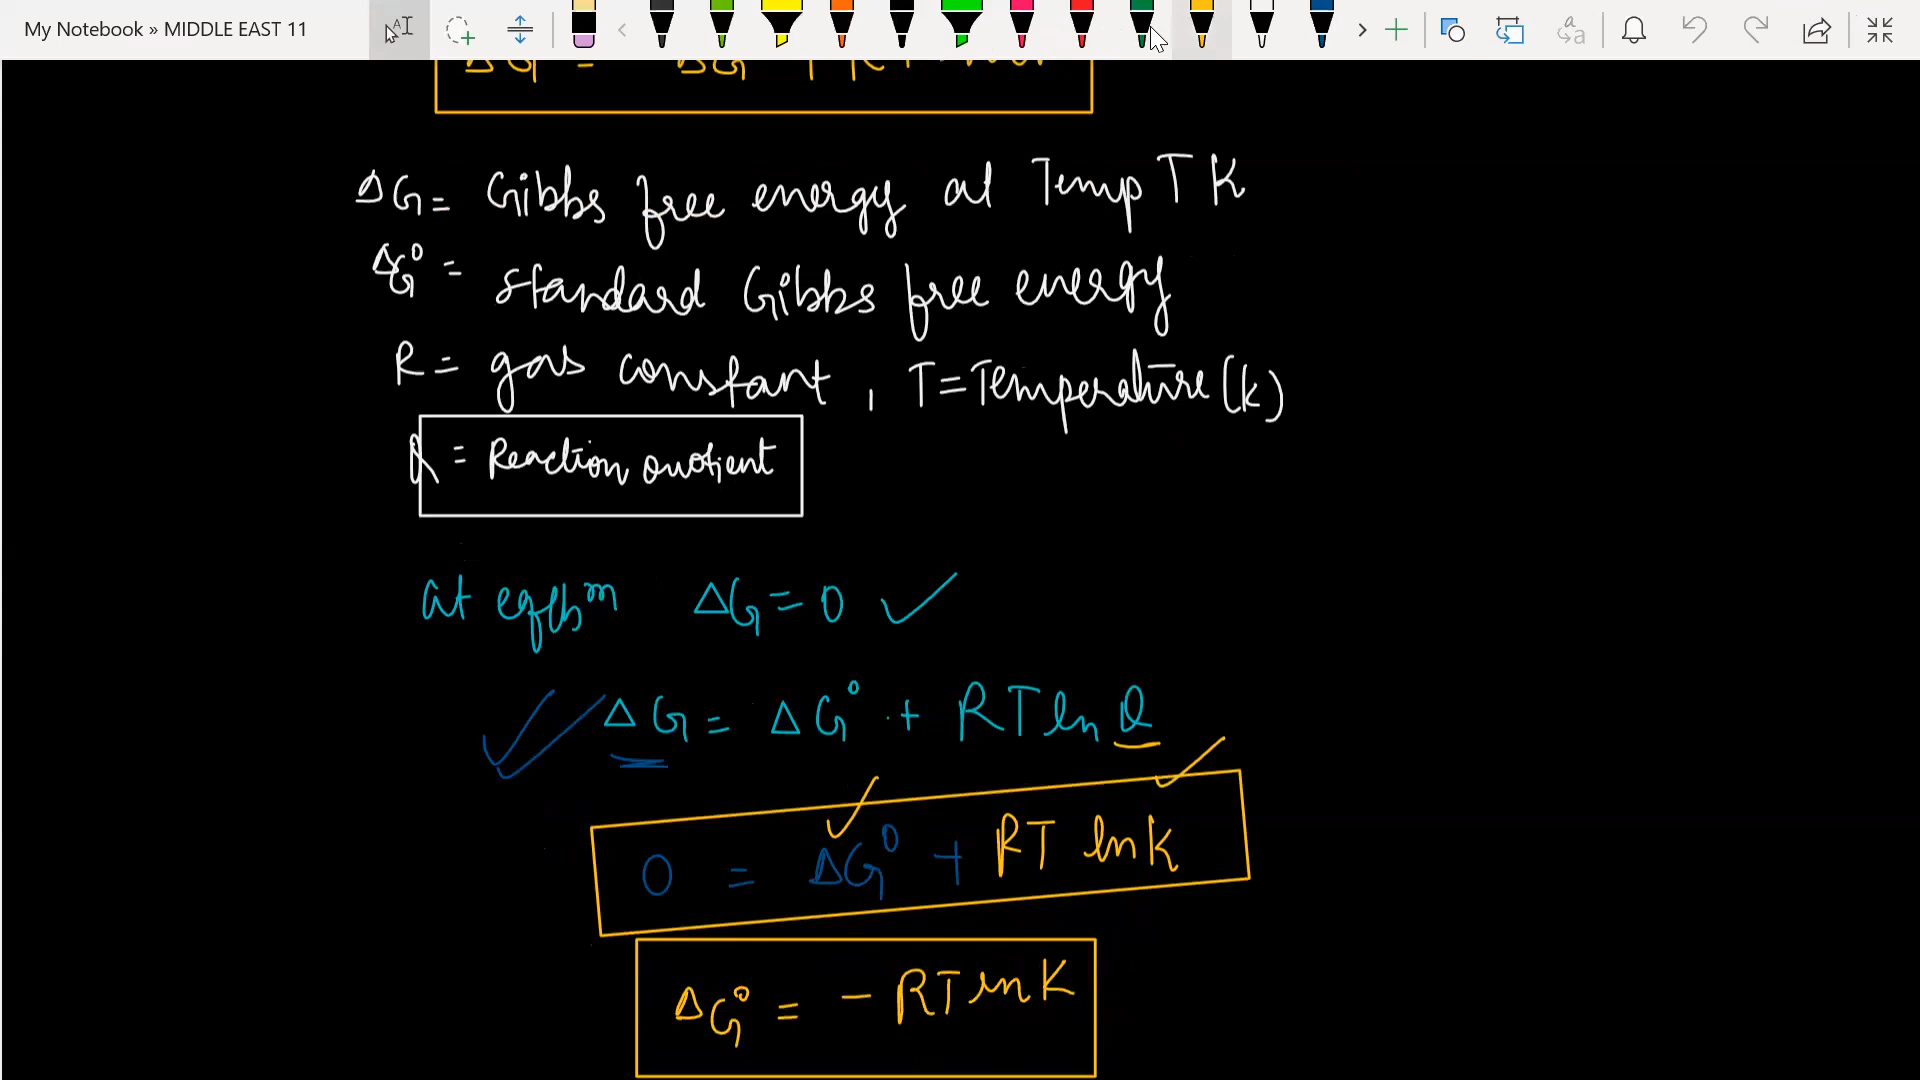 My Notebook » MIDDLE EAST 11
ΔG = Gibbs free energy at Temp T K
ΔG° = standard Gibbs free energy
R = gas constant, T = Temperature (k)
= Reaction quotient
at eqlbm ΔG = 0 ✓
ΔG = ΔG° + RT ln Q
0 = ΔG° + RT ln K
ΔG° = - RT ln K